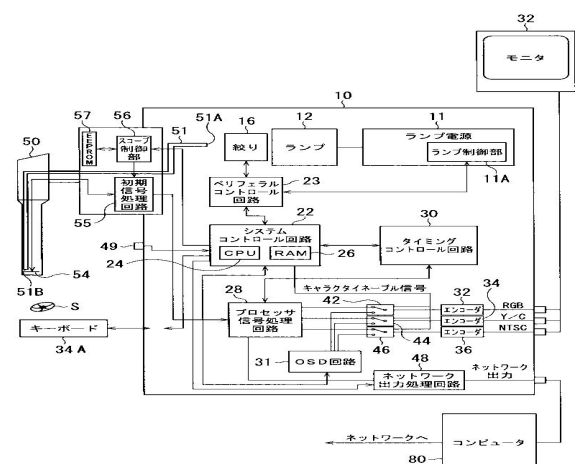 32
モニタ
10
57
56
51
51A
16
12
11
50
EEPROM
スコープ制御部
絞り
ランプ
ランプ電源
ランプ制御部
11A
初期信号処理回路
55
ペリフェラルコントロール回路
23
22
30
49
システムコントロール回路
タイミングコントロール回路
24
CPU
RAM
26
54
51B
キャラクタイネーブル信号
S
28
42
32
34
RGB
キーボード
34A
プロセッサ信号処理回路
エンコーダ
エンコーダ
Y/C
エンコーダ
NTSC
44
46
36
31
OSD回路
48
ネットワーク出力処理回路
ネットワーク出力
ネットワークへ
コンピュータ
80